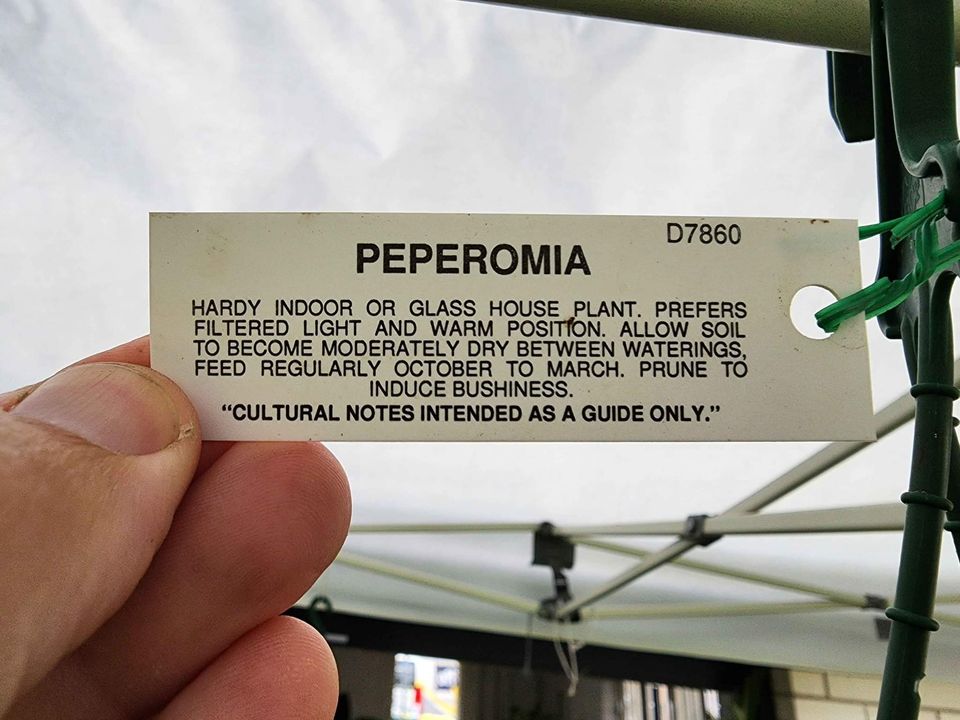 D7860
PEPEROMIA
HARDY INDOOR OR GLASS HOUSE PLANT. PREFERS
FILTERED LIGHT AND WARM POSITION. ALLOW SOIL
TO BECOME MODERATELY DRY BETWEEN WATERINGS,
FEED REGULARLY OCTOBER TO MARCH. PRUNE TO
INDUCE BUSHINESS.
“CULTURAL NOTES INTENDED AS A GUIDE ONLY.”